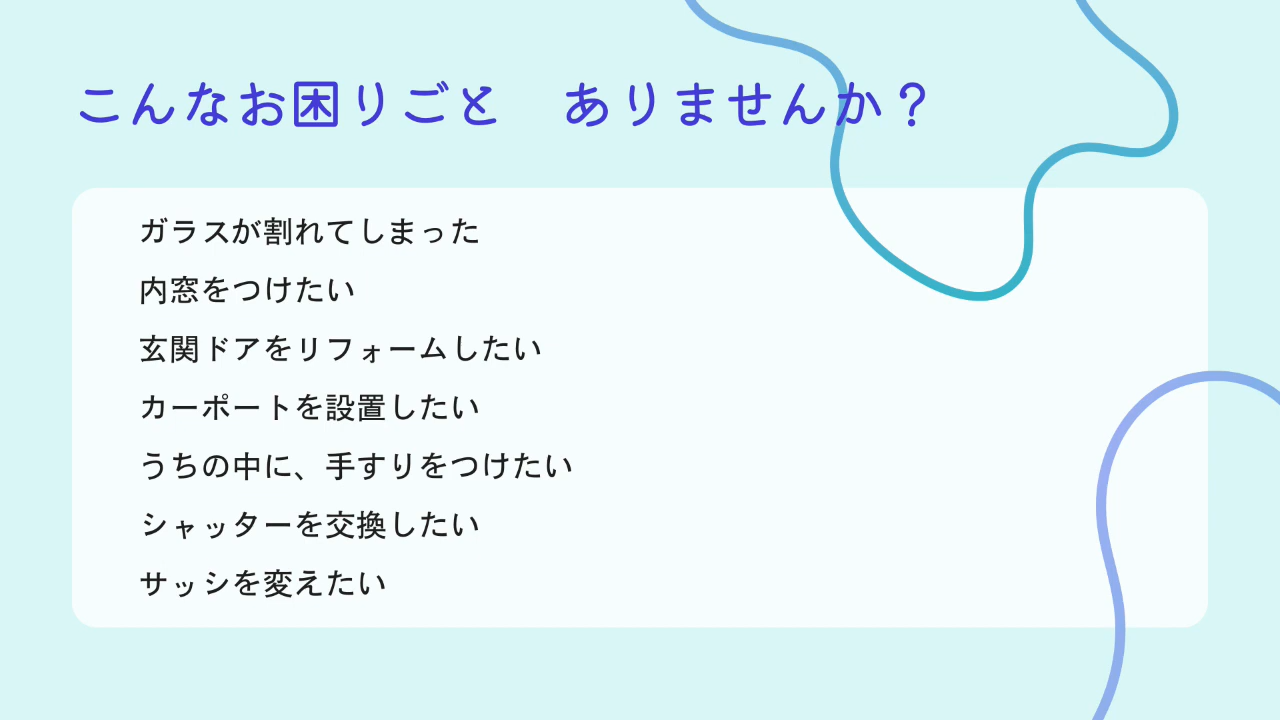 こんなお困りごと　ありませんか？
ガラスが割れてしまった
内窓をつけたい
玄関ドアをリフォームしたい
カーポートを設置したい
うちの中に、手すりをつけたい
シャッターを交換したい
サッシを変えたい